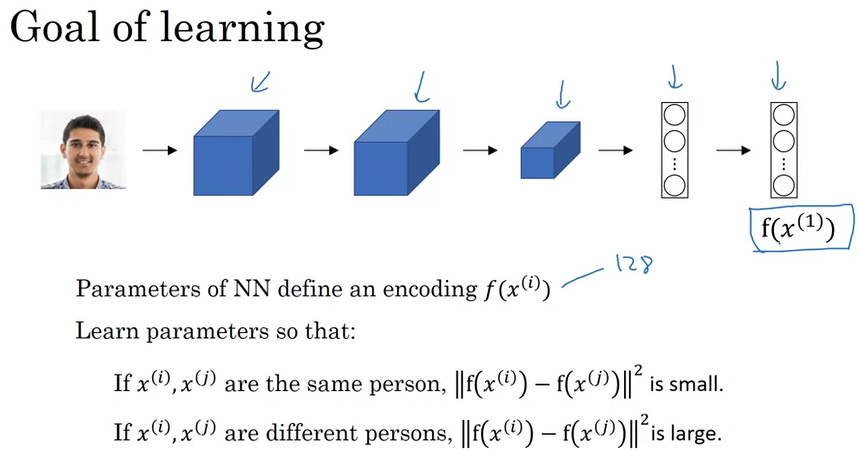 Goal of learning
⋮
⋮
f(x⁽¹⁾)
128
Parameters of NN define an encoding f(x⁽ⁱ⁾)
Learn parameters so that:
If x⁽ⁱ⁾, x⁽ʲ⁾ are the same person, ‖f(x⁽ⁱ⁾) − f(x⁽ʲ⁾)‖² is small.
If x⁽ⁱ⁾, x⁽ʲ⁾ are different persons, ‖f(x⁽ⁱ⁾) − f(x⁽ʲ⁾)‖² is large.